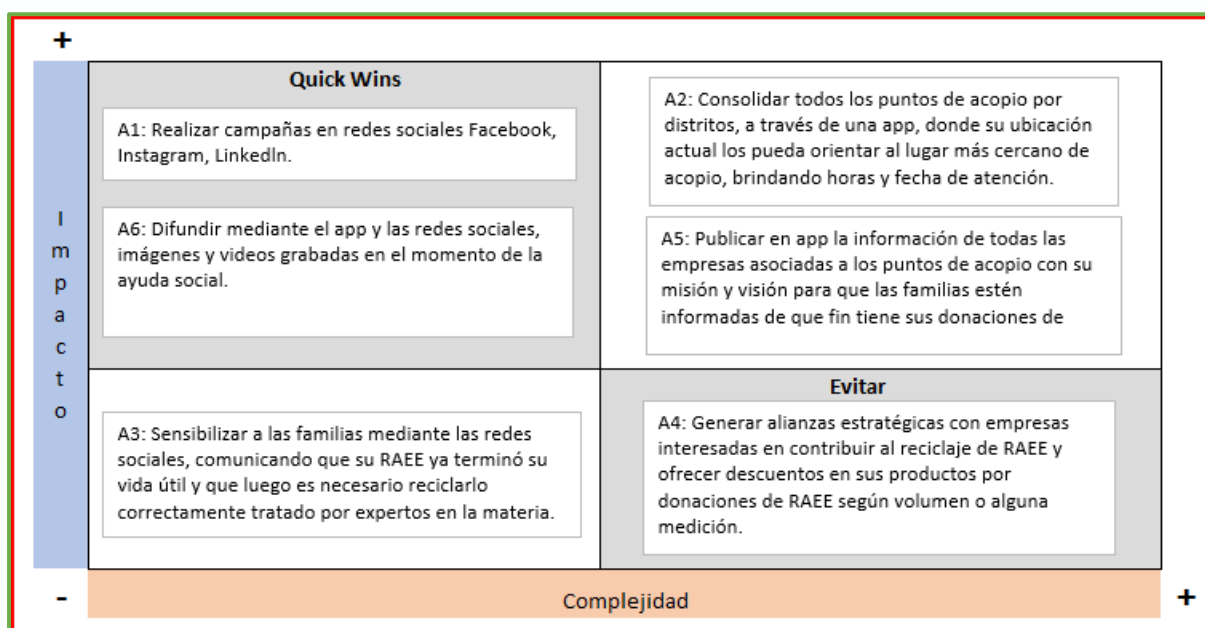 +
Quick Wins
A1: Realizar campañas en redes sociales Facebook,
Instagram, LinkedIn.
A6: Difundir mediante el app y las redes sociales,
imágenes y videos grabadas en el momento de la
ayuda social.
A2: Consolidar todos los puntos de acopio por
distritos, a través de una app, donde su ubicación
actual los pueda orientar al lugar más cercano de
acopio, brindando horas y fecha de atención.
A5: Publicar en app la información de todas las
empresas asociadas a los puntos de acopio con su
misión y visión para que las familias estén
informadas de que fin tiene sus donaciones de
Impacto
A3: Sensibilizar a las familias mediante las redes
sociales, comunicando que su RAEE ya terminó su
vida útil y que luego es necesario reciclarlo
correctamente tratado por expertos en la materia.
Evitar
A4: Generar alianzas estratégicas con empresas
interesadas en contribuir al reciclaje de RAEE y
ofrecer descuentos en sus productos por
donaciones de RAEE según volumen o alguna
medición.
-
Complejidad
+